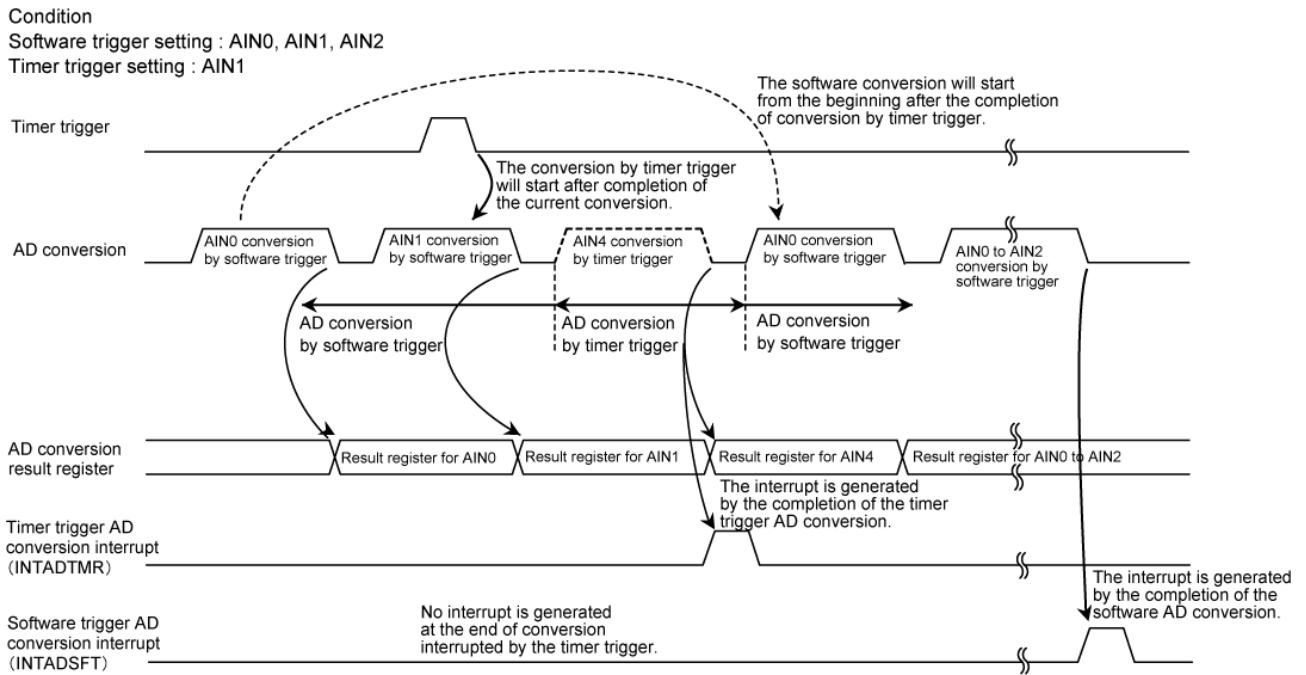 Condition
Software trigger setting : AIN0, AIN1, AIN2
Timer trigger setting : AIN1
The software conversion will start
from the beginning after the completion
of conversion by timer trigger.
Timer trigger
The conversion by timer trigger
will start after completion of
the current conversion.
AD conversion
AIN0 conversion
by software trigger
AIN1 conversion
by software trigger
AIN4 conversion
by timer trigger
AIN0 conversion
by software trigger
AIN0 to AIN2
conversion by
software trigger
AD conversion
by software trigger
AD conversion
by timer trigger
AD conversion
by software trigger
AD conversion
result register
Result register for AIN0
Result register for AIN1
Result register for AIN4
Result register for AIN0 to AIN2
The interrupt is generated
by the completion of the timer
trigger AD conversion.
Timer trigger AD
conversion interrupt
(INTADTMR)
The interrupt is generated
by the completion of the
software AD conversion.
Software trigger AD
conversion interrupt
(INTADSFT)
No interrupt is generated
at the end of conversion
interrupted by the timer trigger.